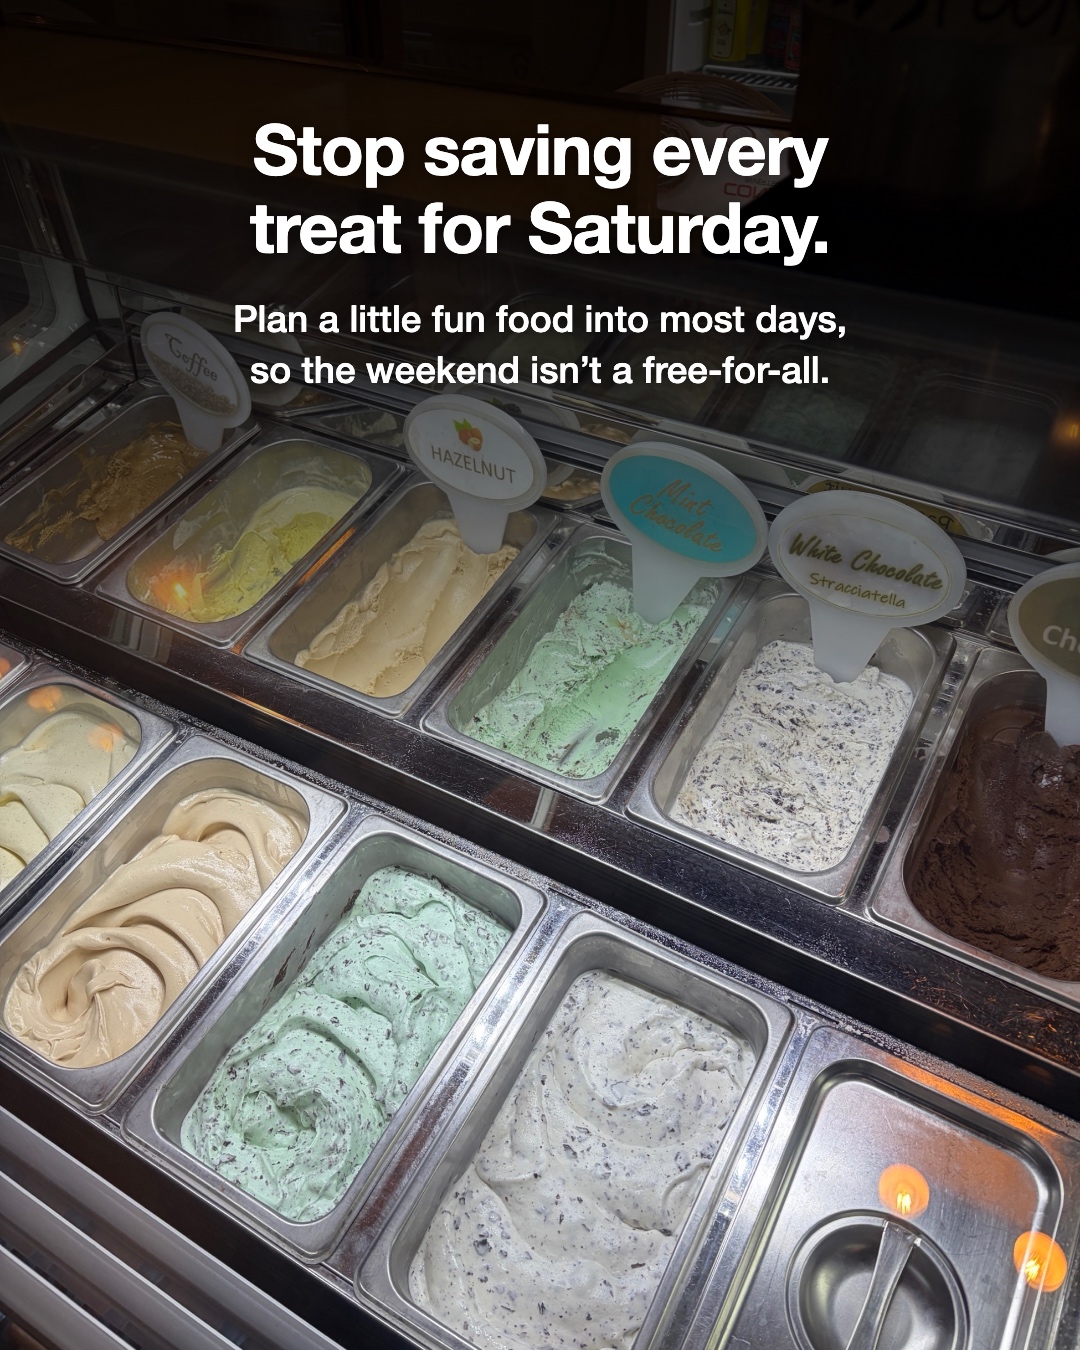 Stop saving every
treat for Saturday.
Plan a little fun food into most days,
so the weekend isn’t a free-for-all.
Coffee
HAZELNUT
Mint
Chocolate
White Chocolate
Stracciatella